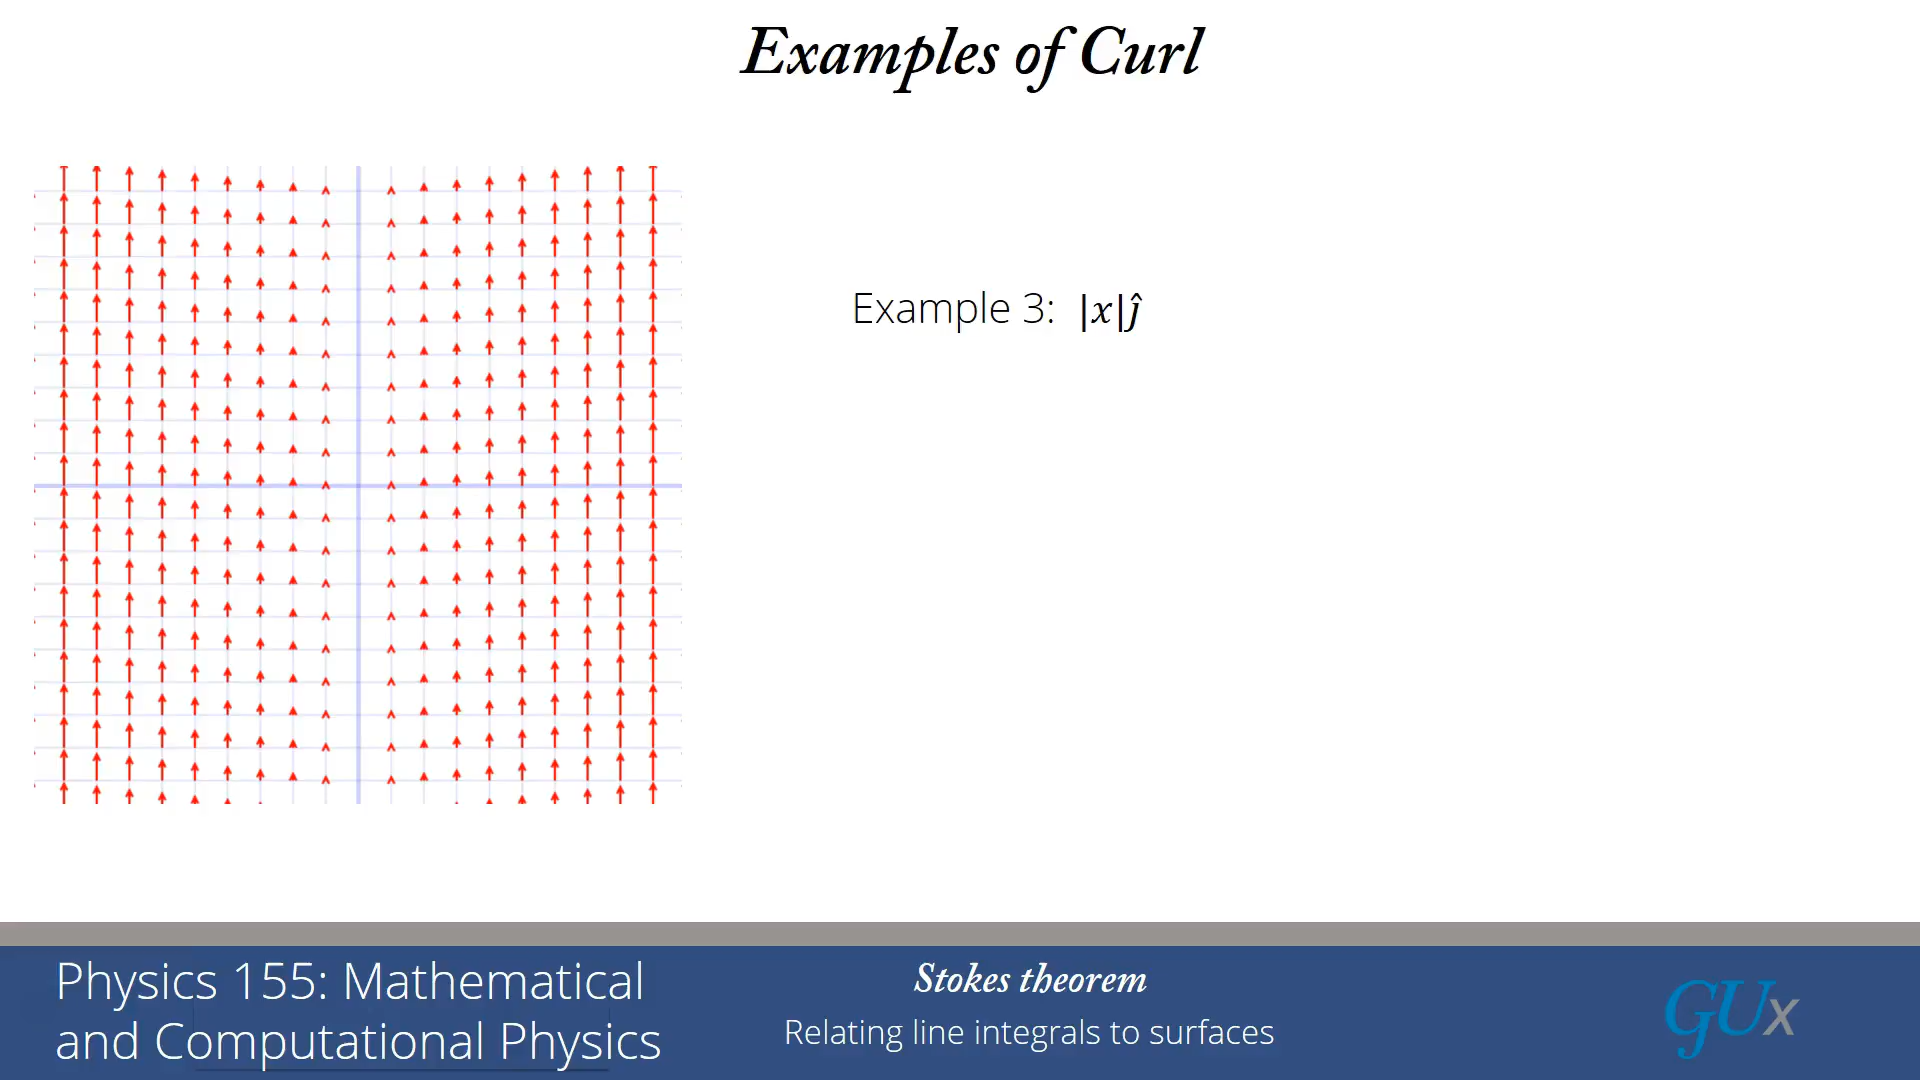 Examples of Curl
Example 3: |x|ĵ
Physics 155: Mathematical
and Computational Physics
Stokes theorem
Relating line integrals to surfaces
GUx